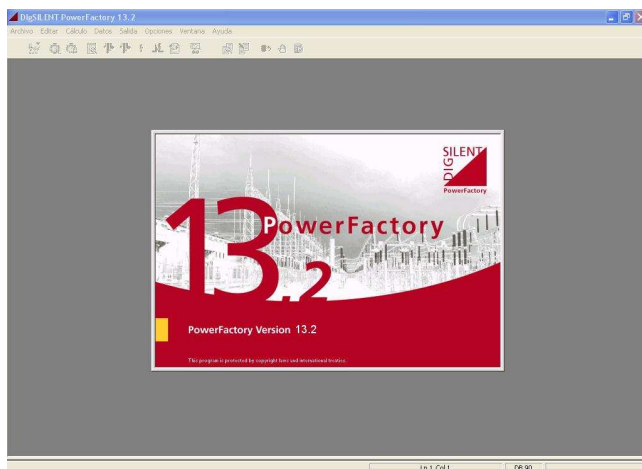 DIgSILENT PowerFactory 13.2
Archivo Editar Cálculo Datos Salida Opciones Ventana Ayuda
DIG SILENT
PowerFactory
13.2 PowerFactory
PowerFactory Version 13.2
This program is protected by copyright laws and international treaties.
Ln 1, Col 1 DB 90